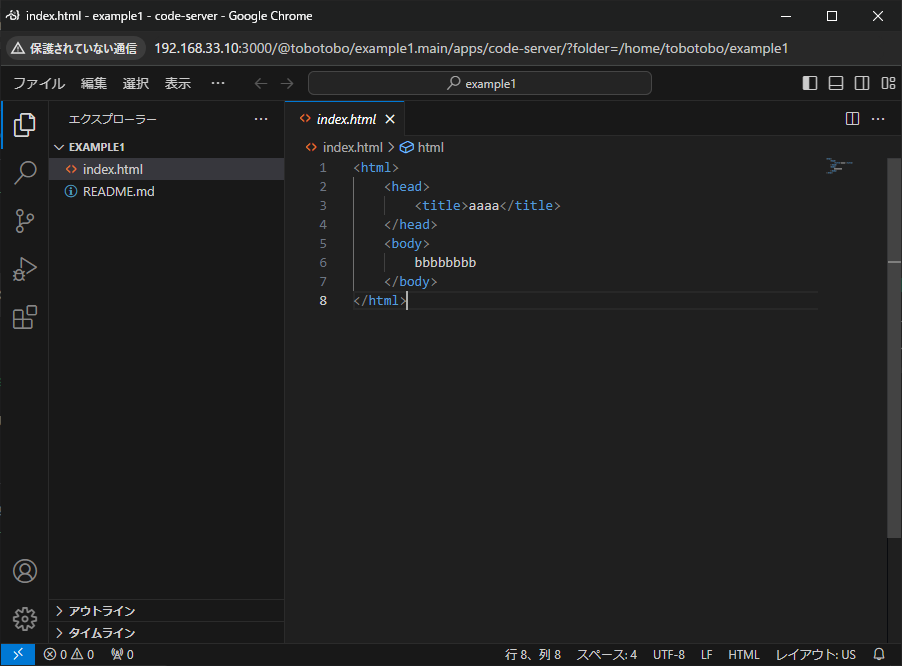 index.html - example1 - code-server - Google Chrome
保護されていない通信 192.168.33.10:3000/@tobotobo/example1.main/apps/code-server/?folder=/home/tobotobo/example1
ファイル 編集 選択 表示 ··· example1
エクスプローラー ···
EXAMPLE1
index.html
README.md
アウトライン
タイムライン
index.html
index.html > html
1 <html>
2 <head>
3 <title>aaaa</title>
4 </head>
5 <body>
6 bbbbbbbb
7 </body>
8 </html>
0 0 0 行 8、列 8 スペース: 4 UTF-8 LF HTML レイアウト: US